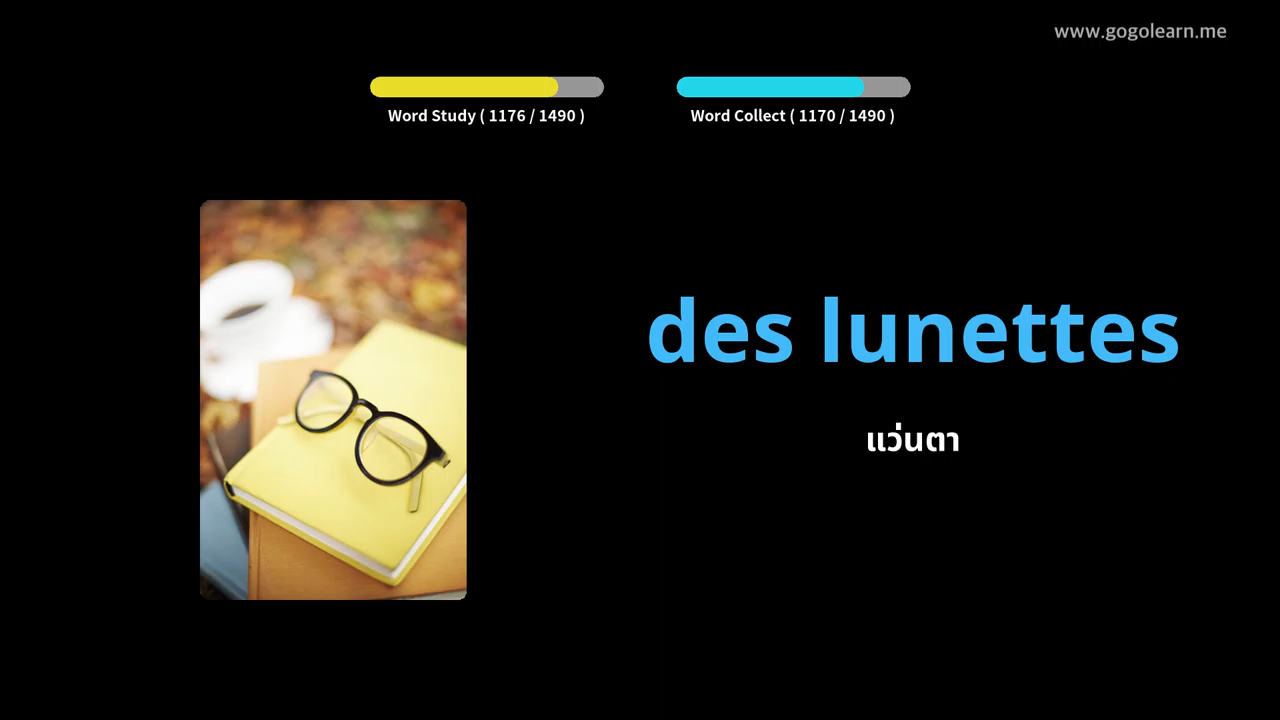 www.gogolearn.me
Word Study ( 1176 / 1490 )
Word Collect ( 1170 / 1490 )
des lunettes
แว่นตา